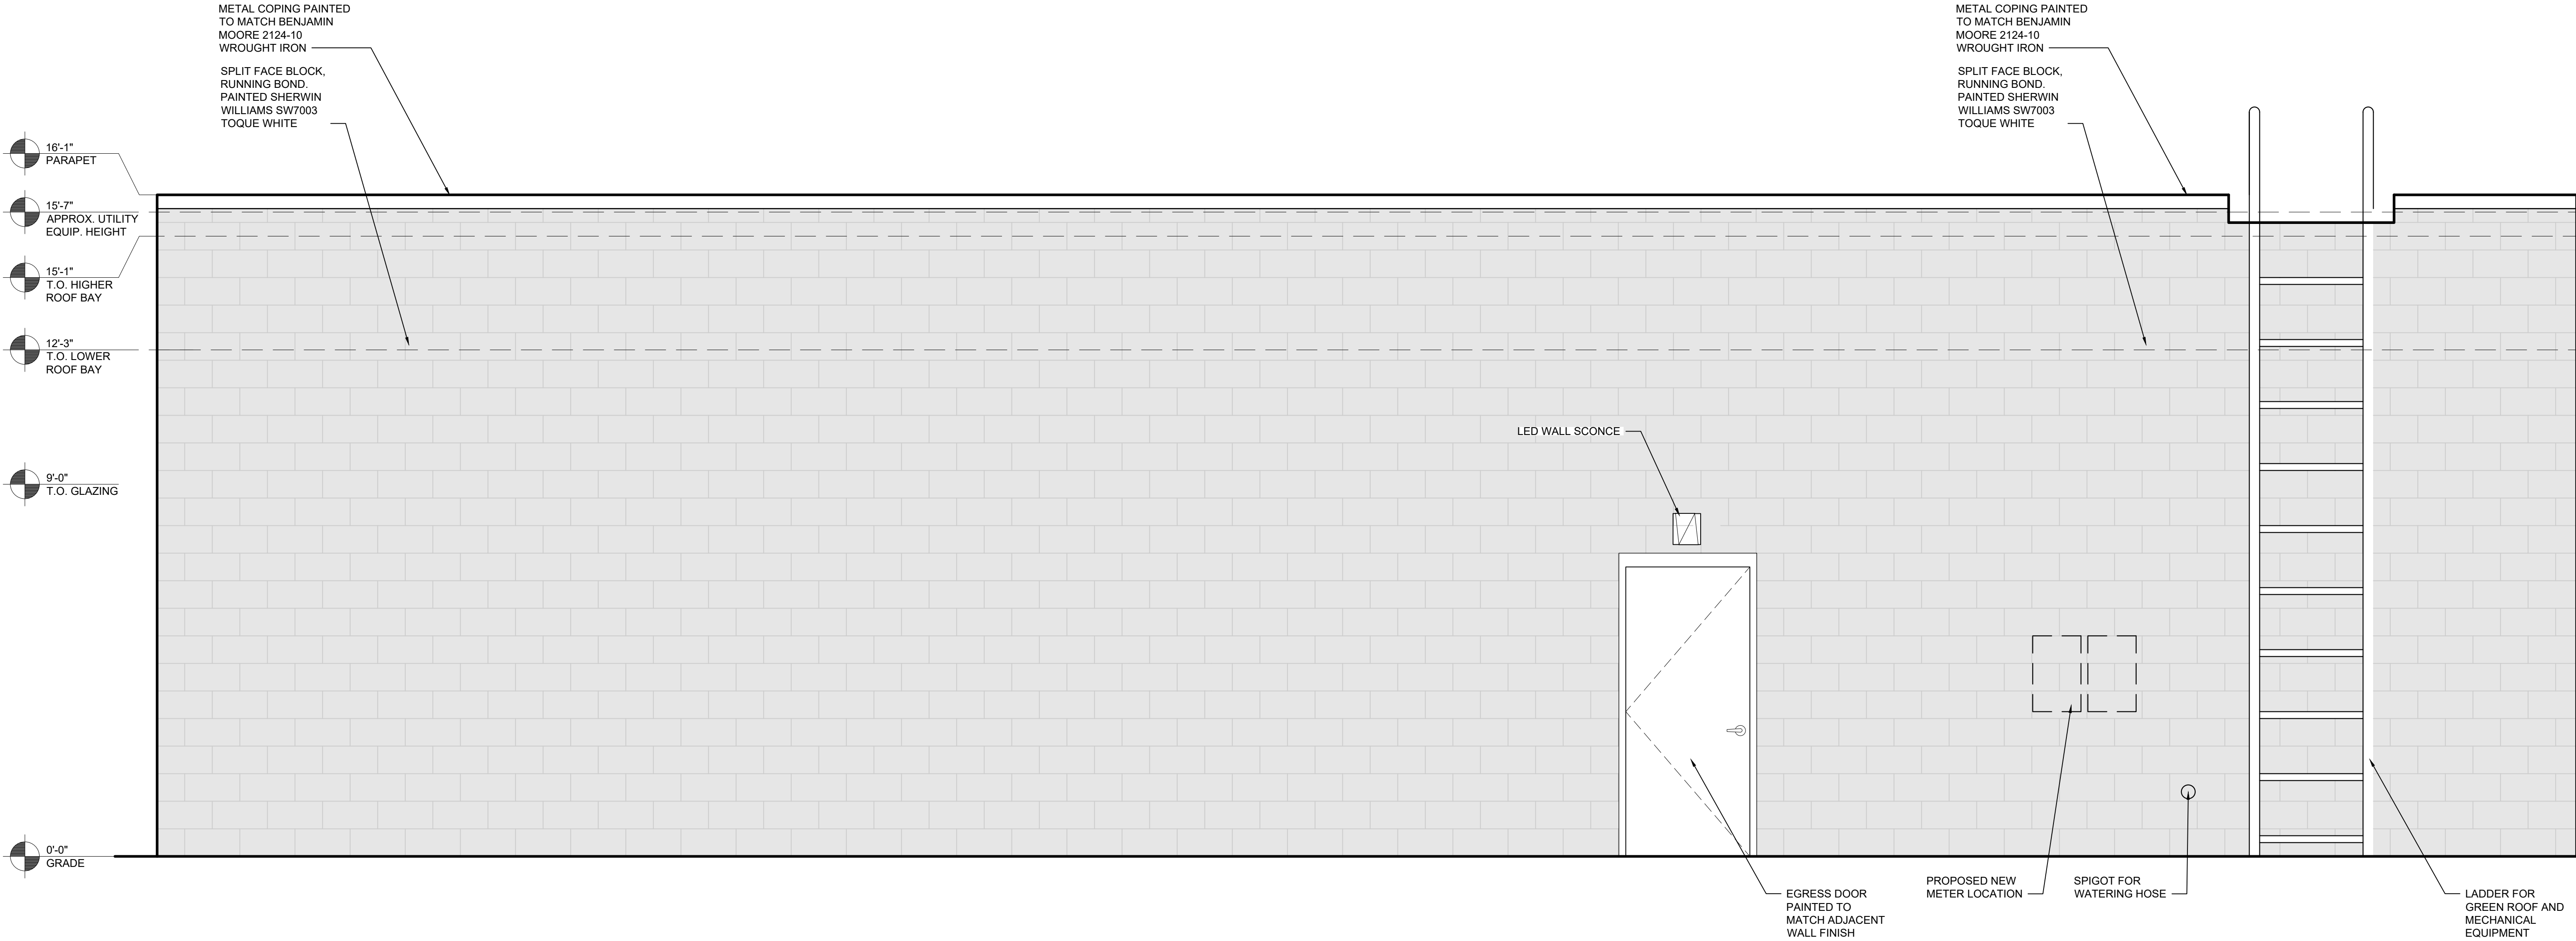 METAL COPING PAINTED
TO MATCH BENJAMIN
MOORE 2124-10
WROUGHT IRON
SPLIT FACE BLOCK,
RUNNING BOND.
PAINTED SHERWIN
WILLIAMS SW7003
TOQUE WHITE
METAL COPING PAINTED
TO MATCH BENJAMIN
MOORE 2124-10
WROUGHT IRON
SPLIT FACE BLOCK,
RUNNING BOND.
PAINTED SHERWIN
WILLIAMS SW7003
TOQUE WHITE
16'-1"
PARAPET
15'-7"
APPROX. UTILITY
EQUIP. HEIGHT
15'-1"
T.O. HIGHER
ROOF BAY
12'-3"
T.O. LOWER
ROOF BAY
9'-0"
T.O. GLAZING
0'-0"
GRADE
LED WALL SCONCE
EGRESS DOOR
PAINTED TO
MATCH ADJACENT
WALL FINISH
PROPOSED NEW
METER LOCATION
SPIGOT FOR
WATERING HOSE
LADDER FOR
GREEN ROOF AND
MECHANICAL
EQUIPMENT